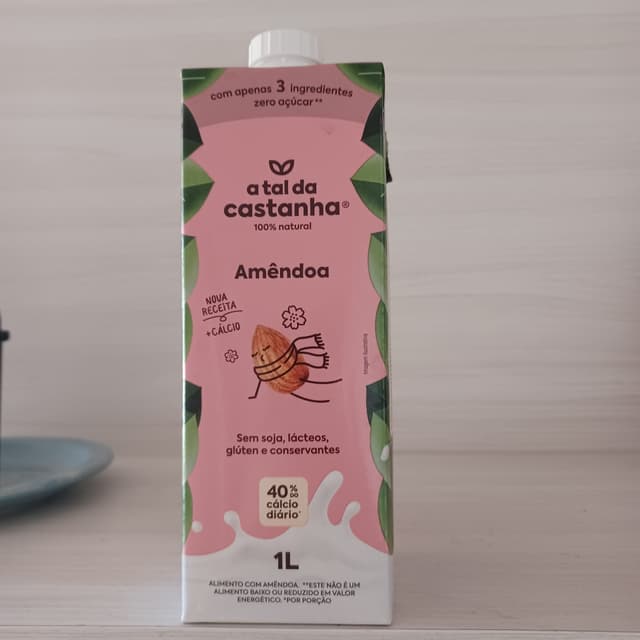 com apenas 3 ingredientes
zero açúcar**
a tal da
castanha®
100% natural
Amêndoa
NOVA
RECEITA
+CÁLCIO
Imagem ilustrativa
Sem soja, lácteos,
glúten e conservantes
40% DO
cálcio
diário*
1L
ALIMENTO COM AMÊNDOA. **ESTE NÃO É UM
ALIMENTO BAIXO OU REDUZIDO EM VALOR
ENERGÉTICO. *POR PORÇÃO